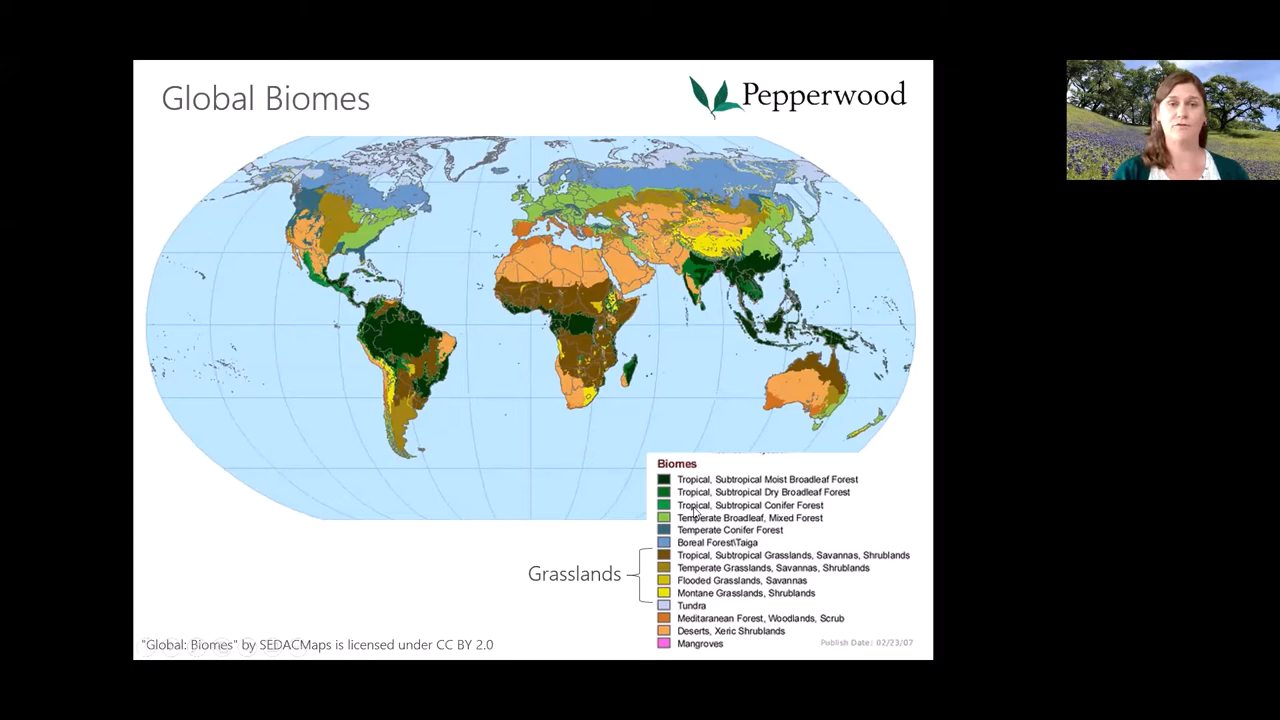 Global Biomes
Pepperwood
Biomes
Tropical, Subtropical Moist Broadleaf Forest
Tropical, Subtropical Dry Broadleaf Forest
Tropical, Subtropical Conifer Forest
Temperate Broadleaf, Mixed Forest
Temperate Conifer Forest
Boreal Forest\Taiga
Tropical, Subtropical Grasslands, Savannas, Shrublands
Temperate Grasslands, Savannas, Shrublands
Flooded Grasslands, Savannas
Montane Grasslands, Shrublands
Tundra
Meditaranean Forest, Woodlands, Scrub
Deserts, Xeric Shrublands
Mangroves
Grasslands
"Global: Biomes" by SEDACMaps is licensed under CC BY 2.0
Publish Date: 02/23/07